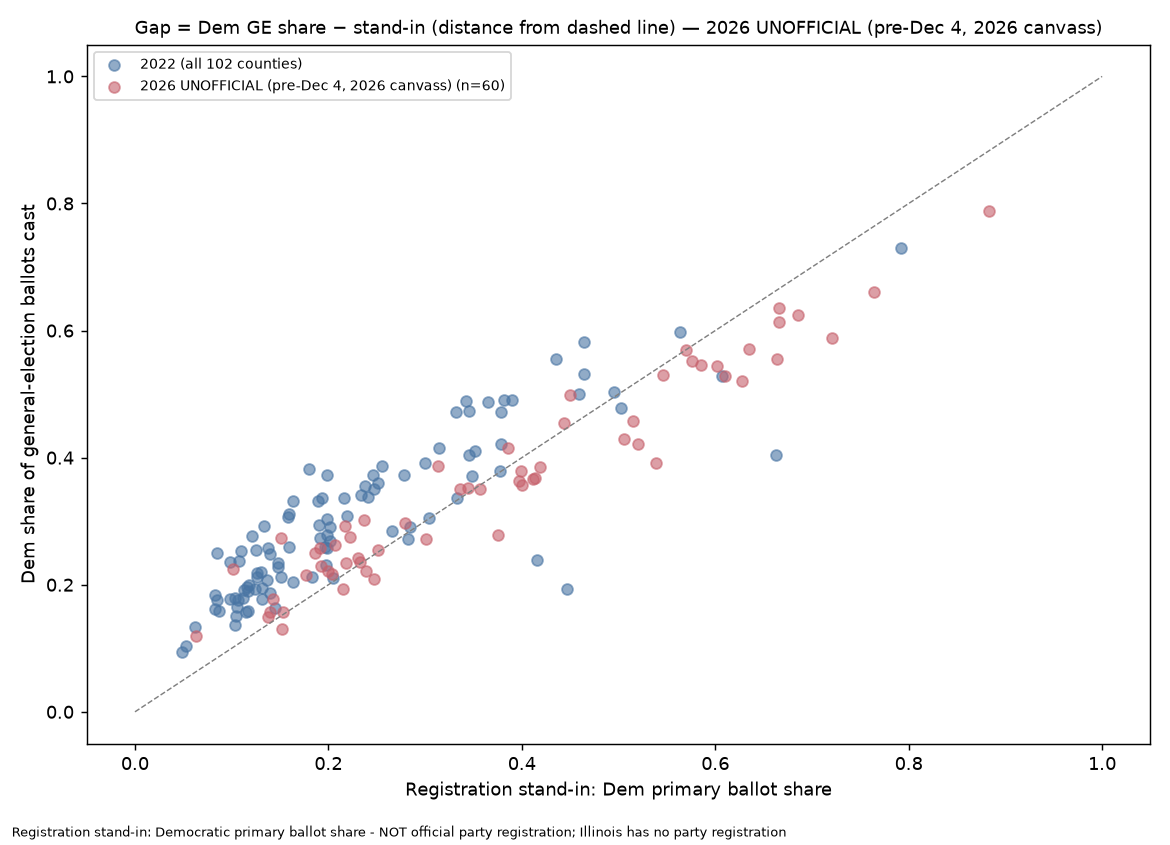 Gap = Dem GE share − stand-in (distance from dashed line) — 2026 UNOFFICIAL (pre-Dec 4, 2026 canvass)
2022 (all 102 counties)
2026 UNOFFICIAL (pre-Dec 4, 2026 canvass) (n=60)
1.0
0.8
0.6
0.4
0.2
0.0
Dem share of general-election ballots cast
0.0 0.2 0.4 0.6 0.8 1.0
Registration stand-in: Dem primary ballot share
Registration stand-in: Democratic primary ballot share - NOT official party registration; Illinois has no party registration